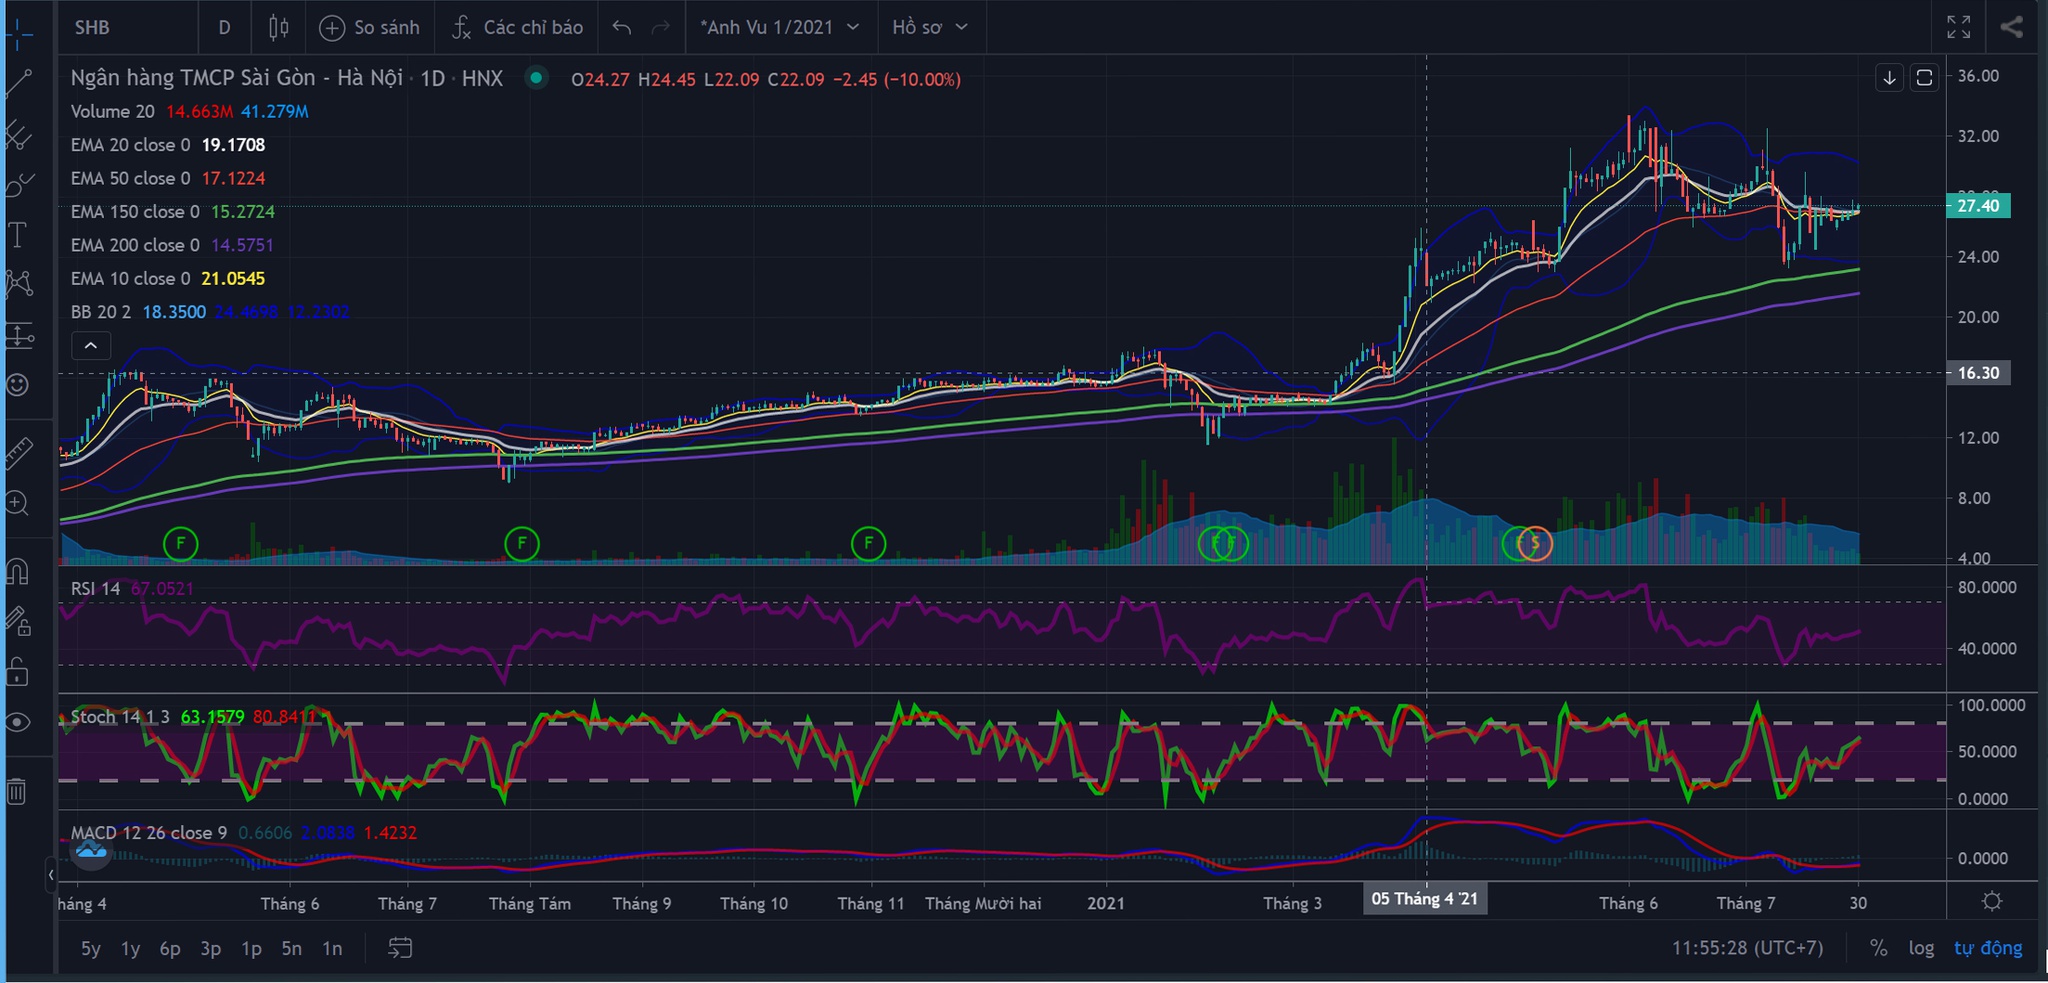 SHB D So sánh Các chỉ báo *Anh Vu 1/2021 Hồ sơ
Ngân hàng TMCP Sài Gòn - Hà Nội · 1D · HNX O24.27 H24.45 L22.09 C22.09 −2.45 (−10.00%)
Volume 20 14.663M 41.279M
EMA 20 close 0 19.1708
EMA 50 close 0 17.1224
EMA 150 close 0 15.2724
EMA 200 close 0 14.5751
EMA 10 close 0 21.0545
BB 20 2 18.3500 24.4698 12.2302
36.00
32.00
27.40
24.00
20.00
16.30
12.00
8.00
4.00
F F F F F F S
RSI 14 67.0521
80.0000
40.0000
Stoch 14 1 3 63.1579 80.8411
100.0000
50.0000
0.0000
MACD 12 26 close 9 0.6606 2.0838 1.4232
0.0000
háng 4 Tháng 6 Tháng 7 Tháng Tám Tháng 9 Tháng 10 Tháng 11 Tháng Mười hai 2021 Tháng 3 05 Tháng 4 '21 Tháng 6 Tháng 7 30
5y 1y 6p 3p 1p 5n 1n 11:55:28 (UTC+7) % log tự động